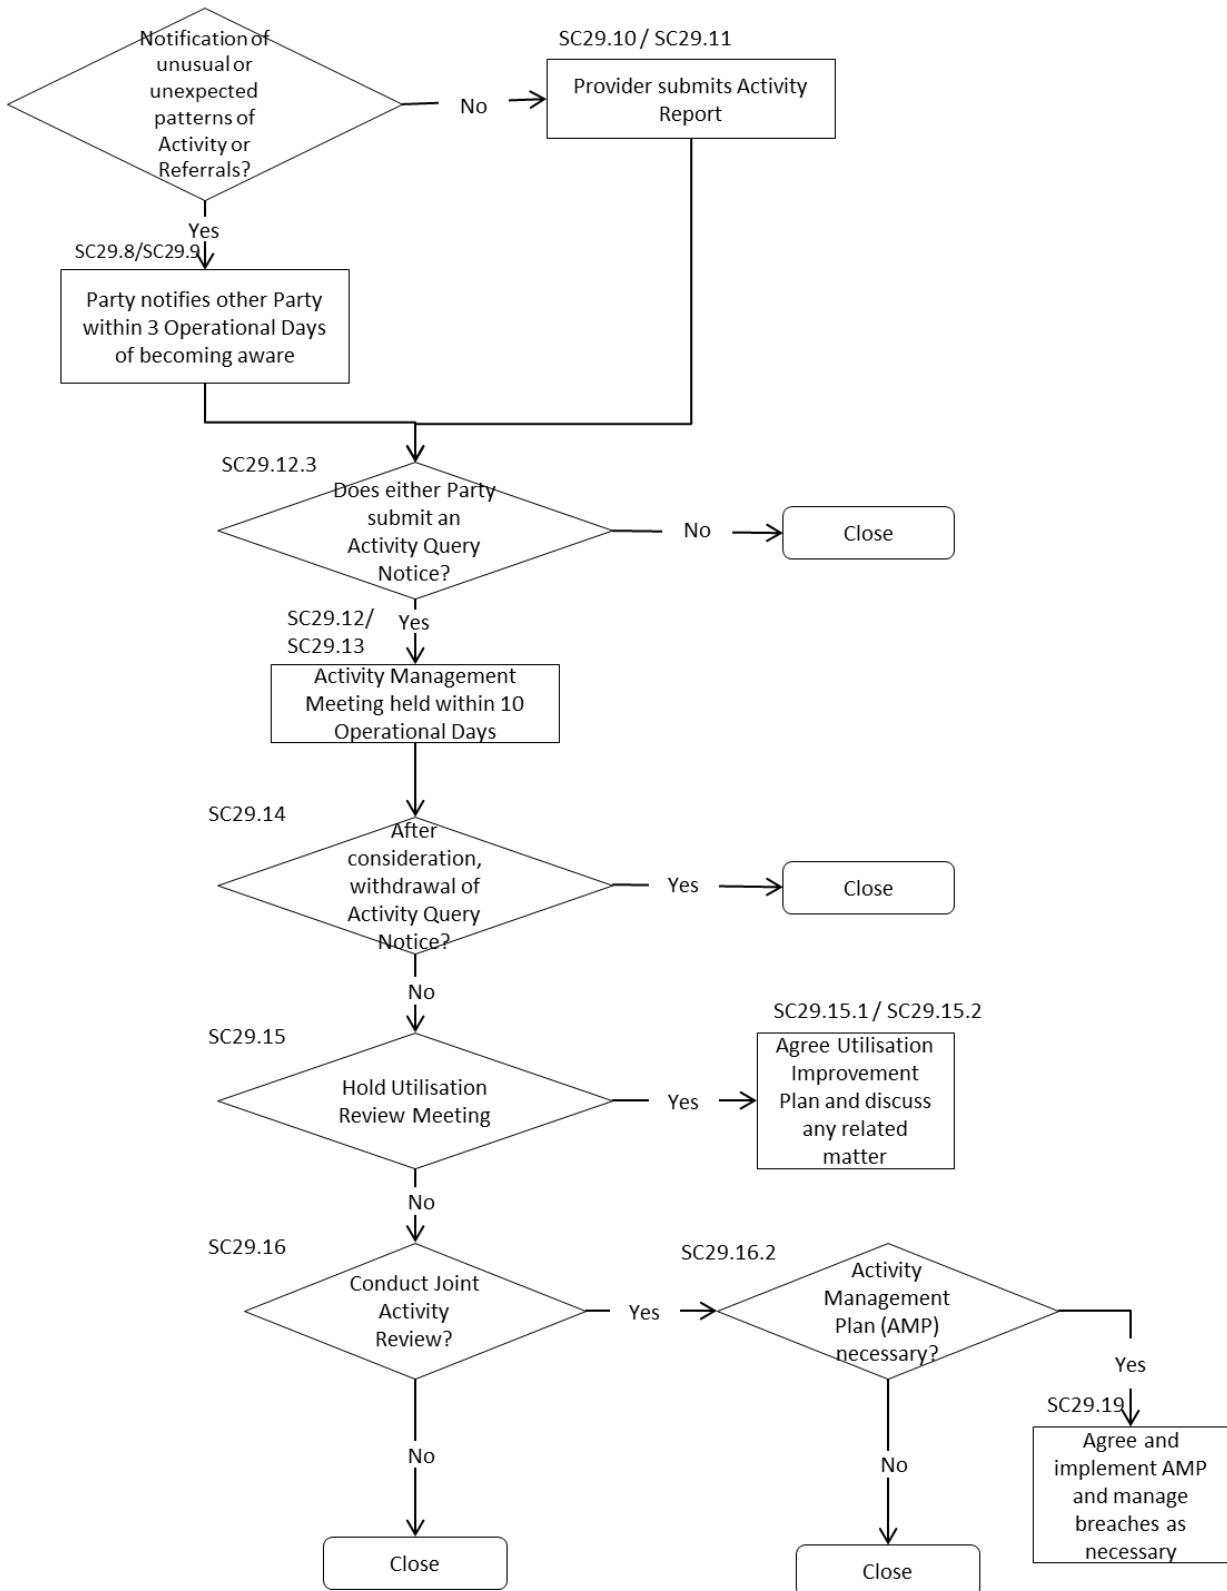 Notification of
unusual or
unexpected
patterns of
Activity or
Referrals?
No
SC29.10 / SC29.11
Provider submits Activity
Report
Yes
SC29.8/SC29.9
Party notifies other Party
within 3 Operational Days
of becoming aware
SC29.12.3
Does either Party
submit an
Activity Query
Notice?
No
Close
SC29.12/
SC29.13
Yes
Activity Management
Meeting held within 10
Operational Days
SC29.14
After
consideration,
withdrawal of
Activity Query
Notice?
Yes
Close
No
SC29.15
Hold Utilisation
Review Meeting
Yes
SC29.15.1 / SC29.15.2
Agree Utilisation
Improvement
Plan and discuss
any related
matter
No
SC29.16
Conduct Joint
Activity
Review?
Yes
SC29.16.2
Activity
Management
Plan (AMP)
necessary?
Yes
SC29.19
Agree and
implement AMP
and manage
breaches as
necessary
No
Close
No
Close